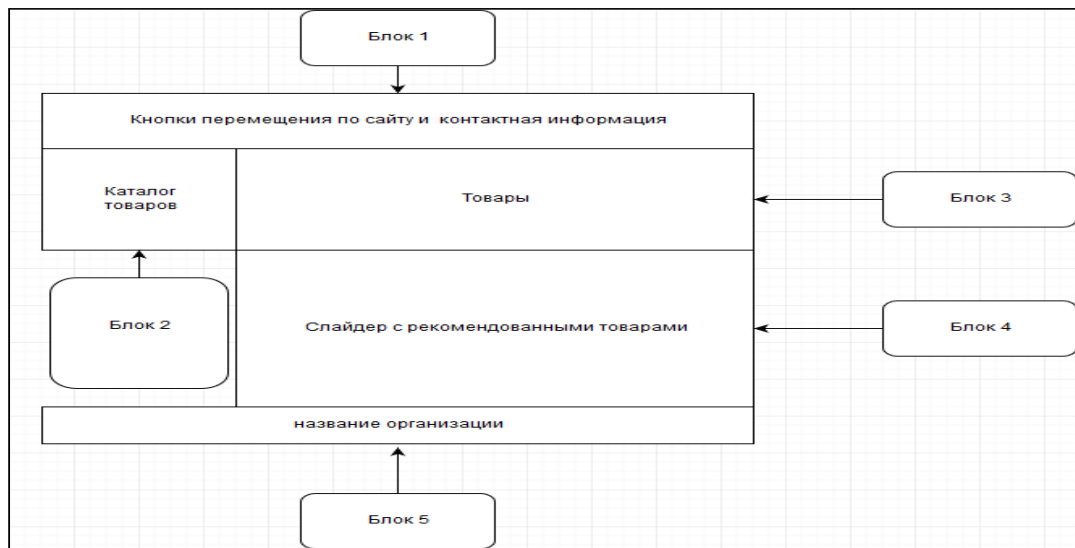 Блок 1
Кнопки перемещения по сайту и контактная информация
Каталог
товаров
Товары
Блок 3
Блок 2
Слайдер с рекомендованными товарами
Блок 4
название организации
Блок 5